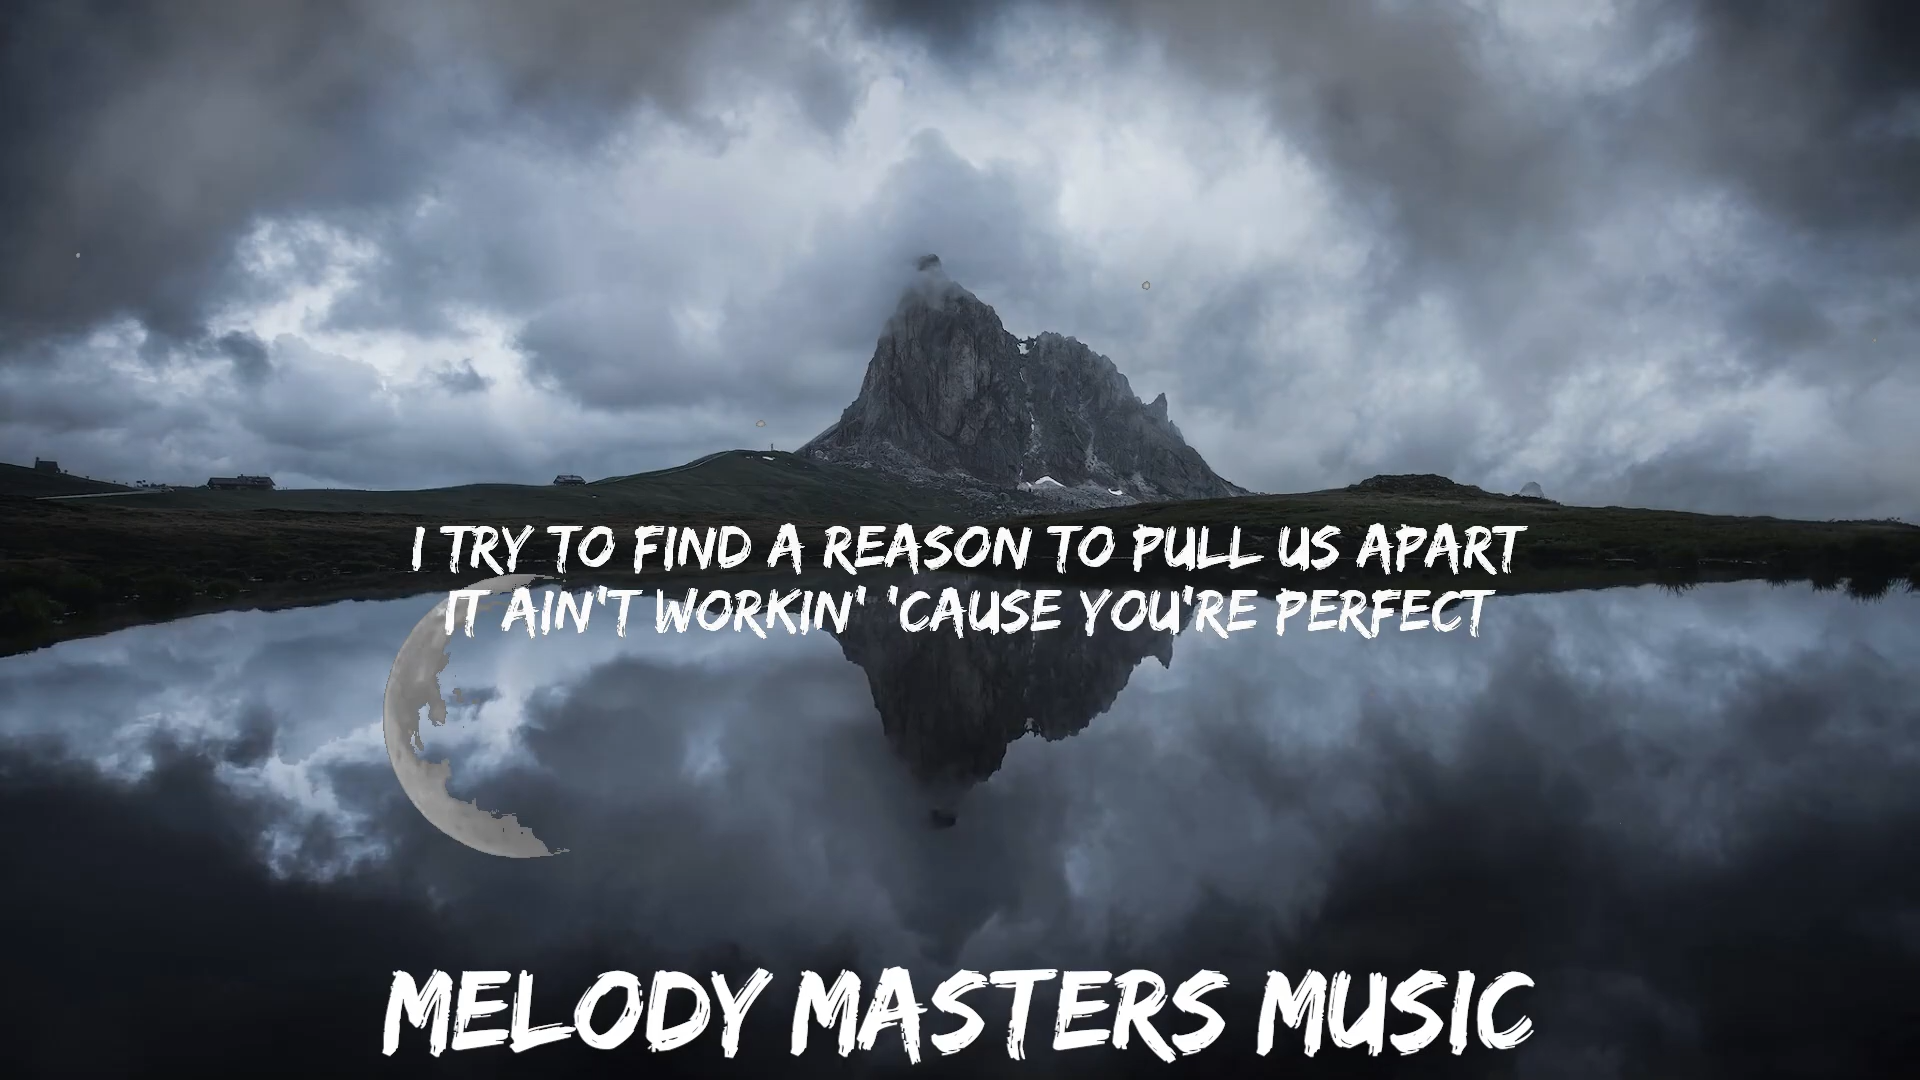 I TRY TO FIND A REASON TO PULL US APART
IT AIN'T WORKIN' 'CAUSE YOU'RE PERFECT
MELODY MASTERS MUSIC